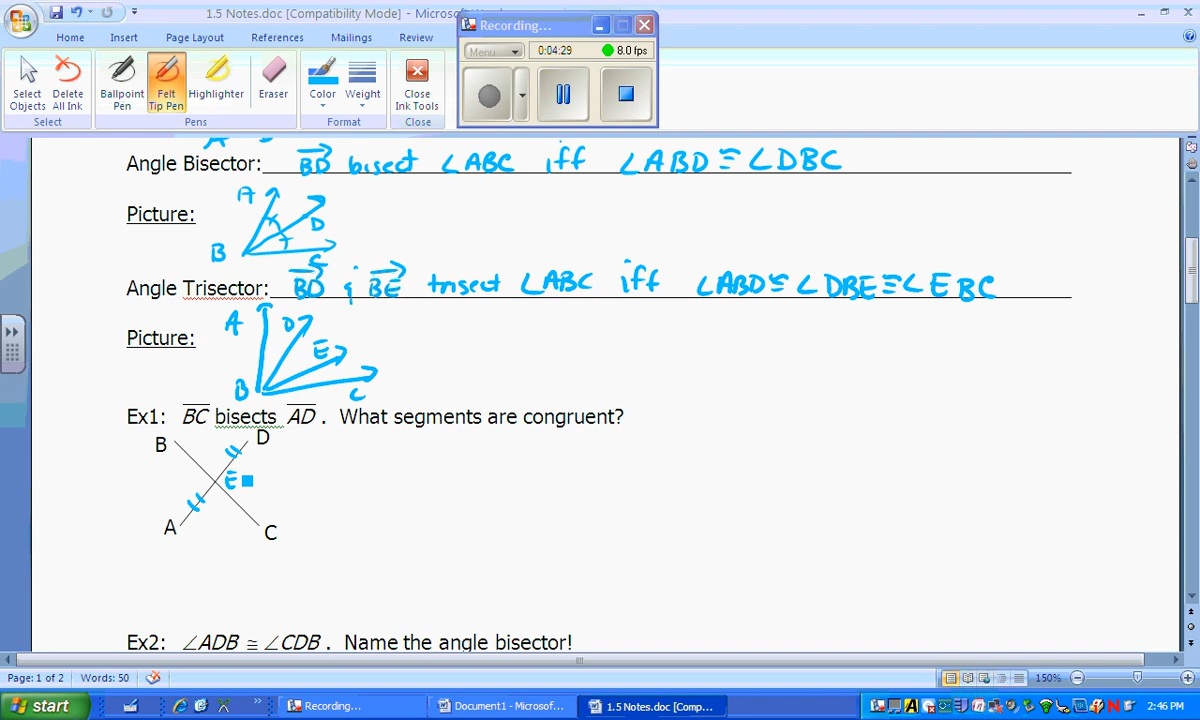 1.5 Notes.doc [Compatibility Mode] - Microsoft Word
Recording...
Home Insert Page Layout References Mailings Review
Menu 0:04:29 8.0 fps
Select Objects Delete All Ink Ballpoint Pen Felt Tip Pen Highlighter Eraser Color Weight Close Ink Tools
Select Pens Format Close
Angle Bisector: BD bisect ∠ABC iff ∠ABD ≅ ∠DBC
A
Picture:
D
B
C
Angle Trisector: BD & BE trisect ∠ABC iff ∠ABD ≅ ∠DBE ≅ ∠EBC
A D
Picture:
E
B C
Ex1: BC bisects AD . What segments are congruent?
B D
E
A C
Ex2: ∠ADB ≅ ∠CDB . Name the angle bisector!
Page: 1 of 2 Words: 50 150%
start Recording... Document1 - Microsof... 1.5 Notes.doc [Comp... 2:46 PM